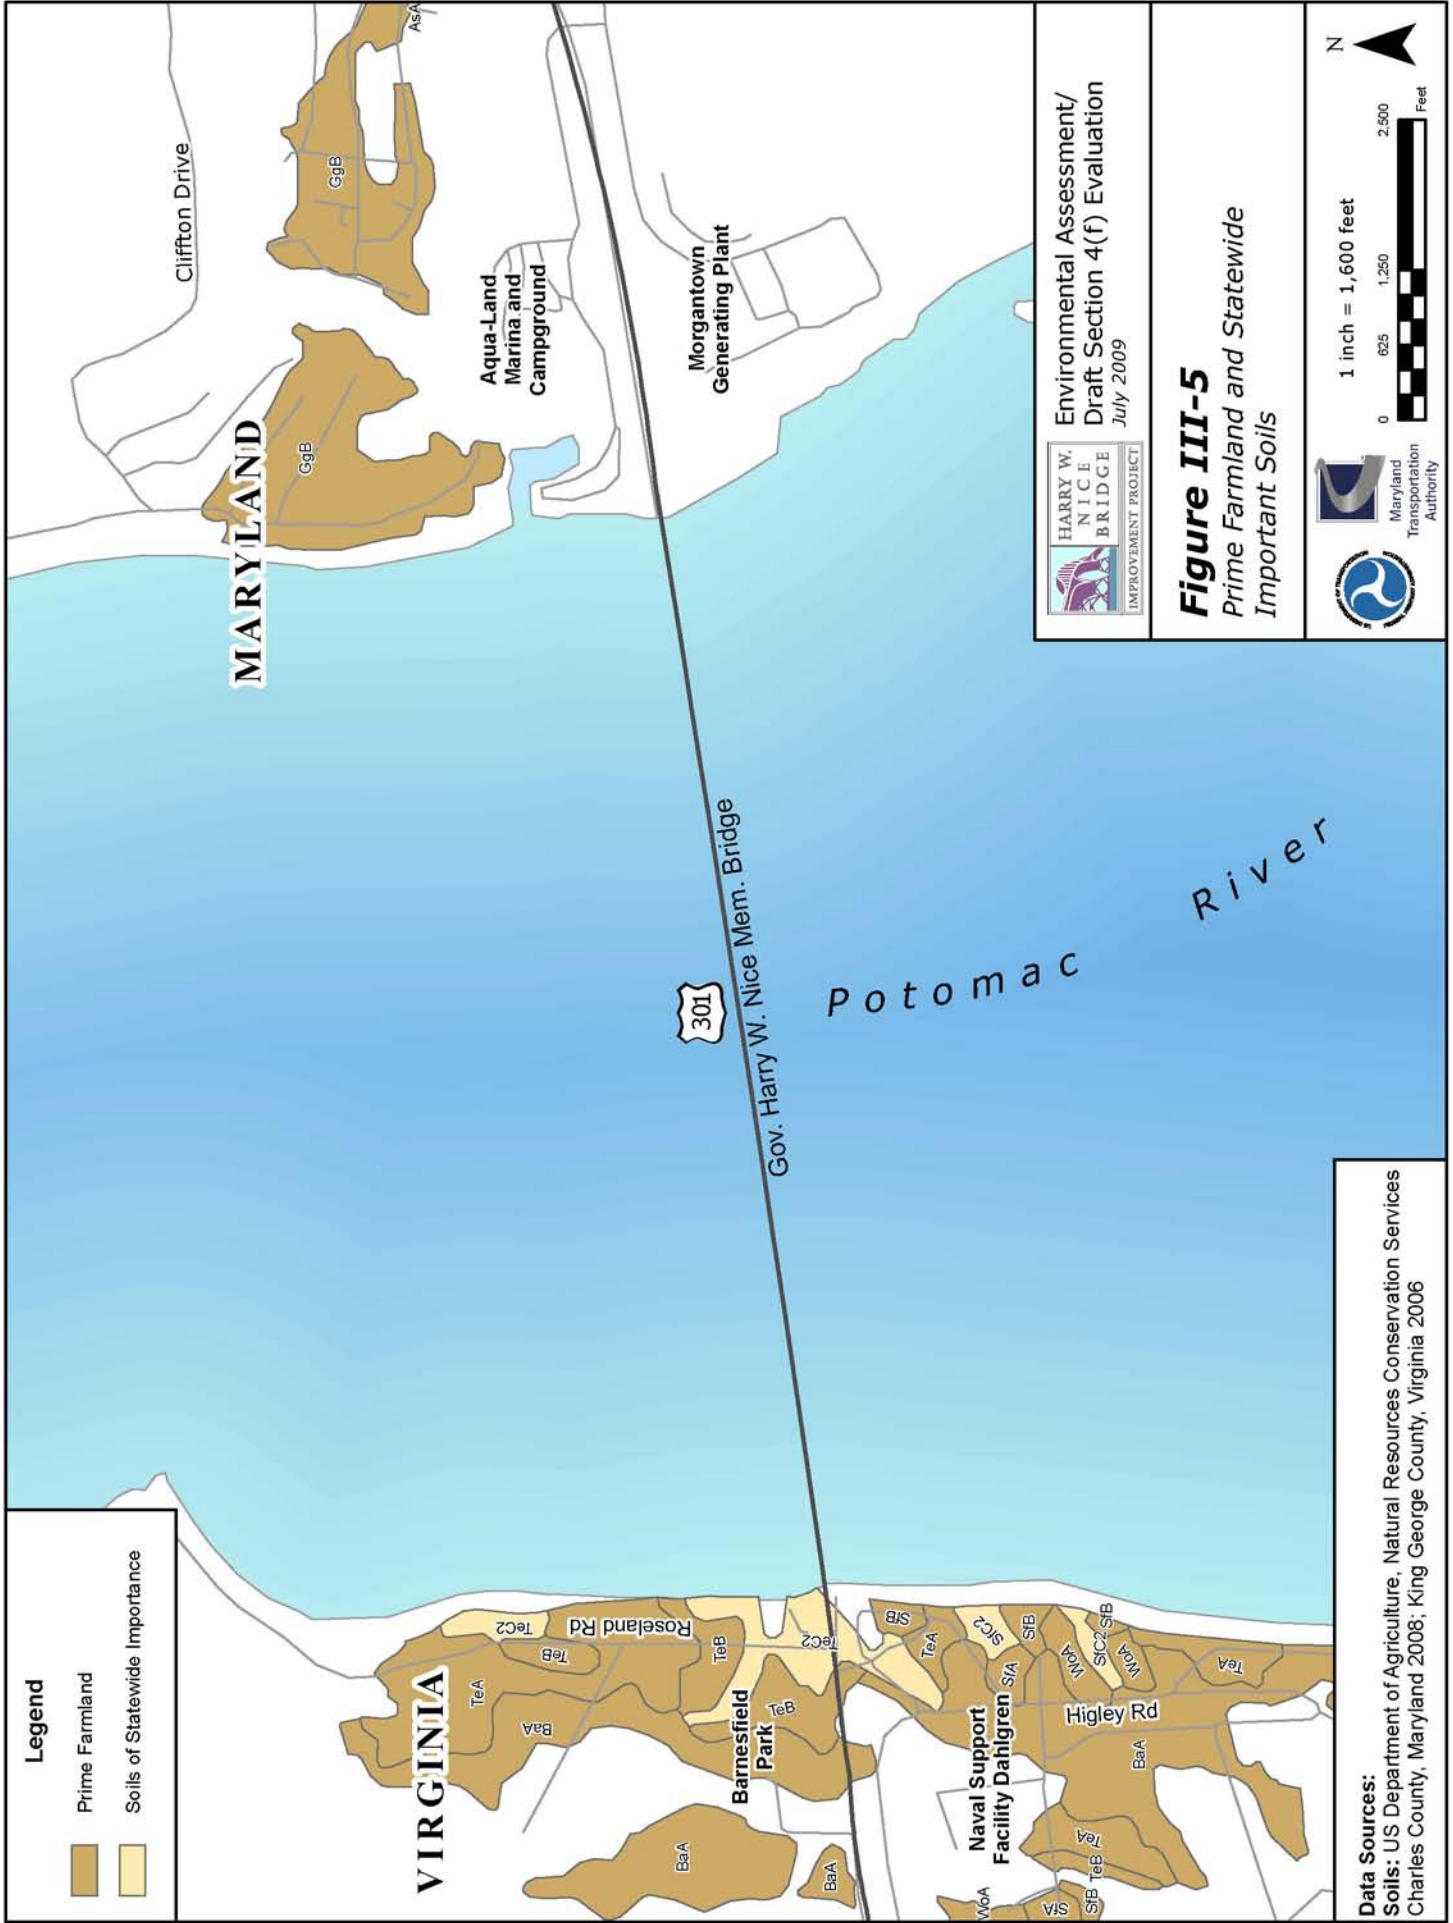 Legend
Prime Farmland
Soils of Statewide Importance
VIRGINIA
MARYLAND
Cliffton Drive
GgB
GgB
AsA
Aqua-Land
Marina and
Campground
Morgantown
Generating Plant
301
Gov. Harry W. Nice Mem. Bridge
Potomac
River
TeC2
TeB
TeA
BaA
Roseland Rd
TeB
Barnesfield
Park
TeB
TeC2
BaA
BaA
SfB
TeA
SfC2
SfB
SfA
WoA
SfC2
SfB
WoA
TeA
Naval Support
Facility Dahlgren
Higley Rd
BaA
TeA
TeB
SfB
SfA
WoA
Data Sources:
Soils: US Department of Agriculture, Natural Resources Conservation Services
Charles County, Maryland 2008; King George County, Virginia 2006
HARRY W.
NICE
BRIDGE
IMPROVEMENT PROJECT
Environmental Assessment/
Draft Section 4(f) Evaluation
July 2009
Figure III-5
Prime Farmland and Statewide
Important Soils
Maryland
Transportation
Authority
1 inch = 1,600 feet
0 625 1,250 2,500
Feet
N